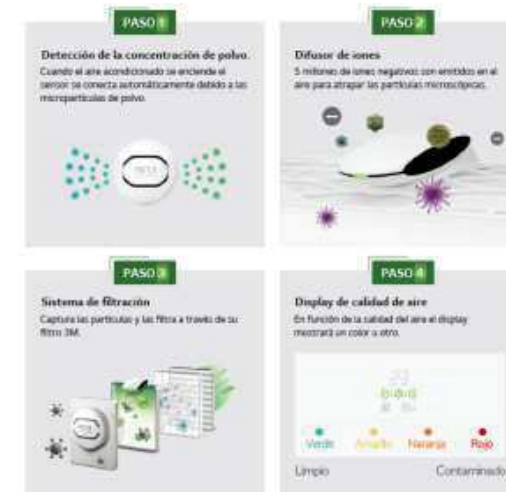 PASO 1
Detección de la concentración de polvo.
Cuando el aire acondicionado se enciende el
sensor se conecta automáticamente debido a las
micropartículas de polvo.
PASO 2
Difusor de iones
5 millones de iones negativos son emitidos en el
aire para atrapar las partículas microscópicas.
PASO 3
Sistema de filtración
Captura las partículas y las filtra a través de su
filtro 3M.
PASO 4
Display de calidad de aire
En función de la calidad del aire el display
mostrará un color u otro.
Verde Amarillo Naranja Rojo
Limpio Contaminado